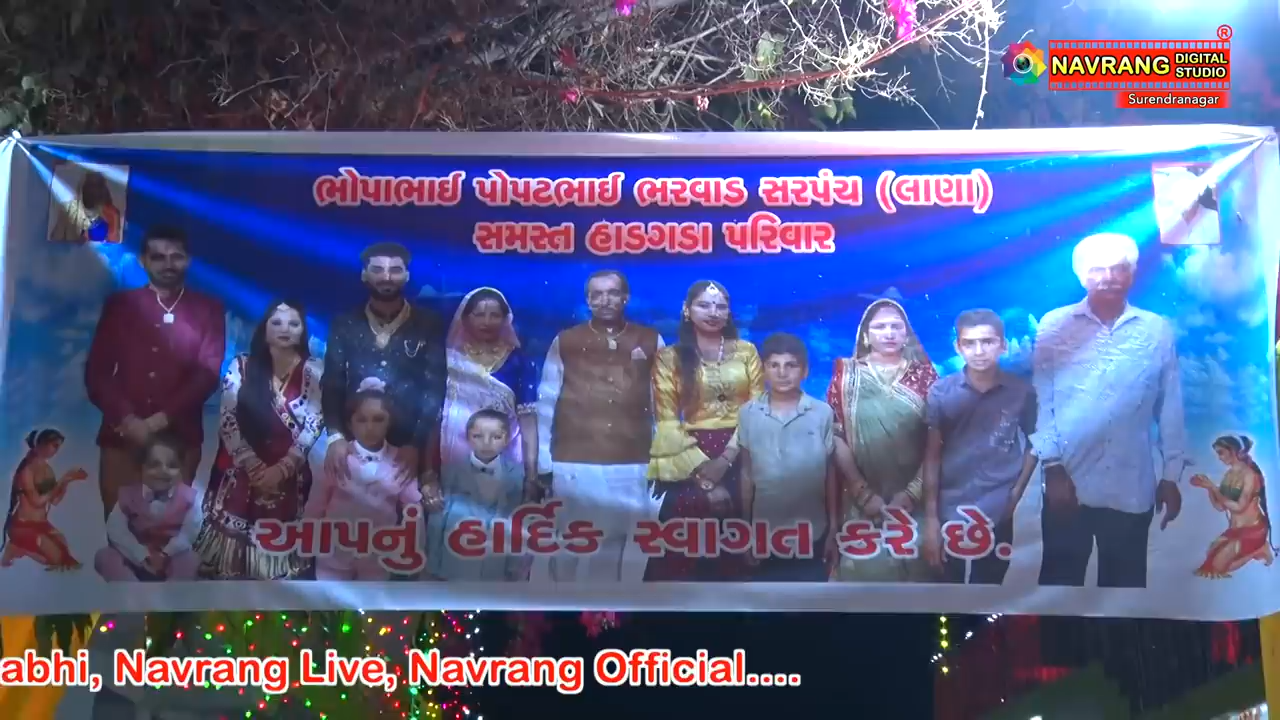 NAVRANG DIGITAL STUDIO ®
Surendranagar
ભોપાભાઈ પોપટભાઈ ભરવાડ સરપંચ (લાણા)
સમસ્ત હાડગડા પરિવાર
આપનું હાર્દિક સ્વાગત કરે છે.
abhi, Navrang Live, Navrang Official....